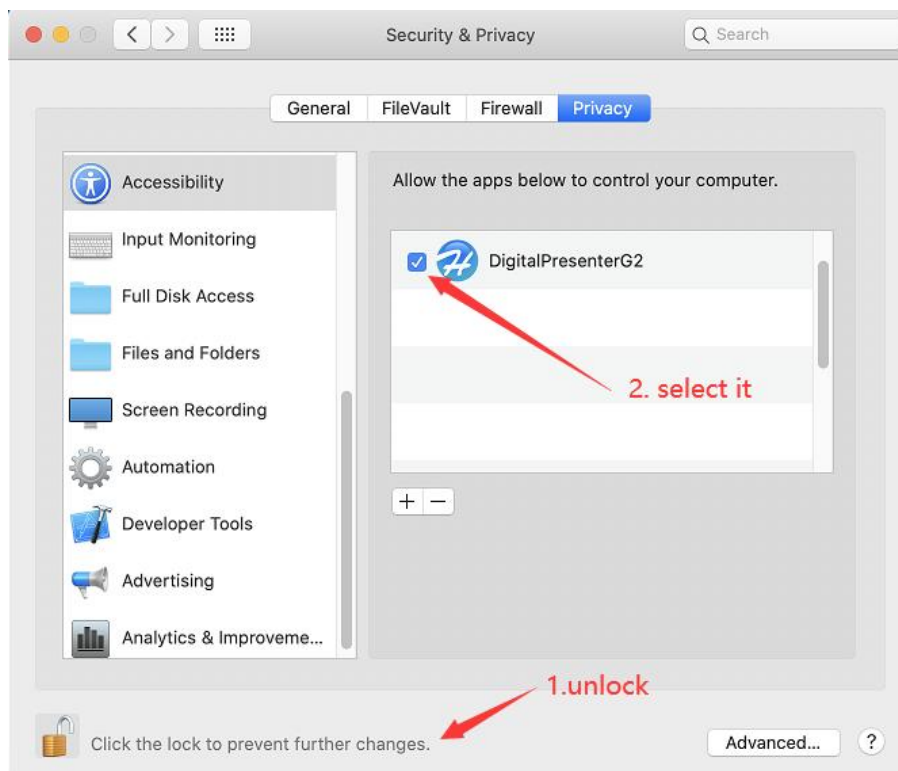 Security & Privacy
Search
General FileVault Firewall Privacy
Accessibility
Input Monitoring
Full Disk Access
Files and Folders
Screen Recording
Automation
Developer Tools
Advertising
Analytics & Improveme...
Allow the apps below to control your computer.
DigitalPresenterG2
2. select it
+ −
1.unlock
Click the lock to prevent further changes.
Advanced...
?